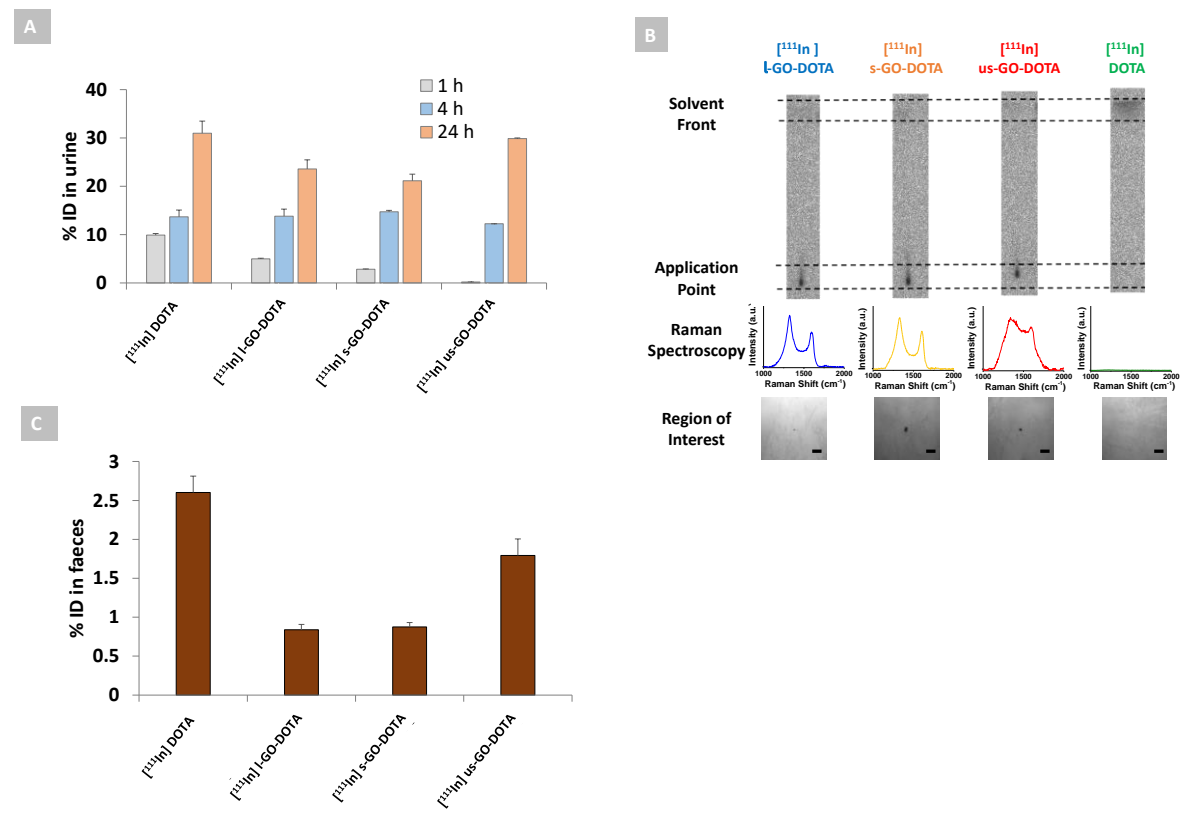 A
% ID in urine
40
30
20
10
0
1 h
4 h
24 h
[¹¹¹In] DOTA
[¹¹¹In] l-GO-DOTA
[¹¹¹In] s-GO-DOTA
[¹¹¹In] us-GO-DOTA
B
[¹¹¹In ]
l-GO-DOTA
[¹¹¹In]
s-GO-DOTA
[¹¹¹In]
us-GO-DOTA
[¹¹¹In]
DOTA
Solvent
Front
Application
Point
Raman
Spectroscopy
Intensity (a.u.)
1000 1500 2000
Raman Shift (cm⁻¹)
Intensity (a.u.)
1000 1500 2000
Raman Shift (cm⁻¹)
Intensity (a.u.)
1000 1500 2000
Raman Shift (cm⁻¹)
Intensity (a.u.)
1000 1500 2000
Raman Shift (cm⁻¹)
Region of
Interest
C
% ID in faeces
3
2.5
2
1.5
1
0.5
0
[¹¹¹In] DOTA
[¹¹¹In] l-GO-DOTA
[¹¹¹In] s-GO-DOTA
[¹¹¹In] us-GO-DOTA